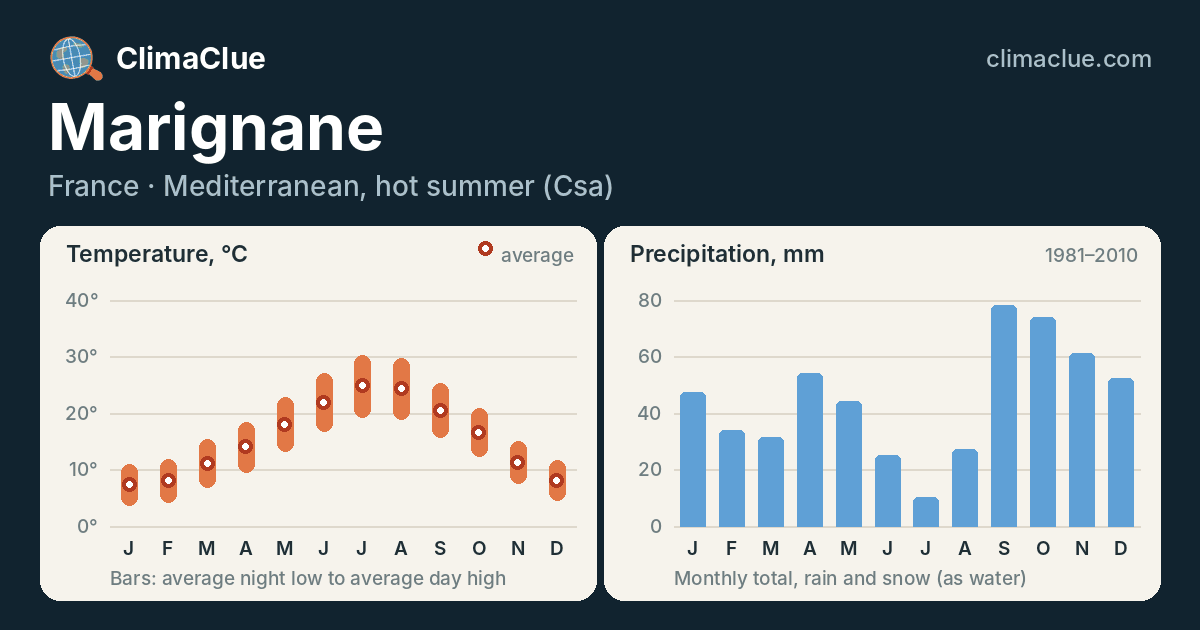 ClimaClue
climaclue.com
Marignane
France · Mediterranean, hot summer (Csa)
Temperature, °C
average
40°
30°
20°
10°
0°
J F M A M J J A S O N D
Bars: average night low to average day high
Precipitation, mm
1981–2010
80
60
40
20
0
J F M A M J J A S O N D
Monthly total, rain and snow (as water)